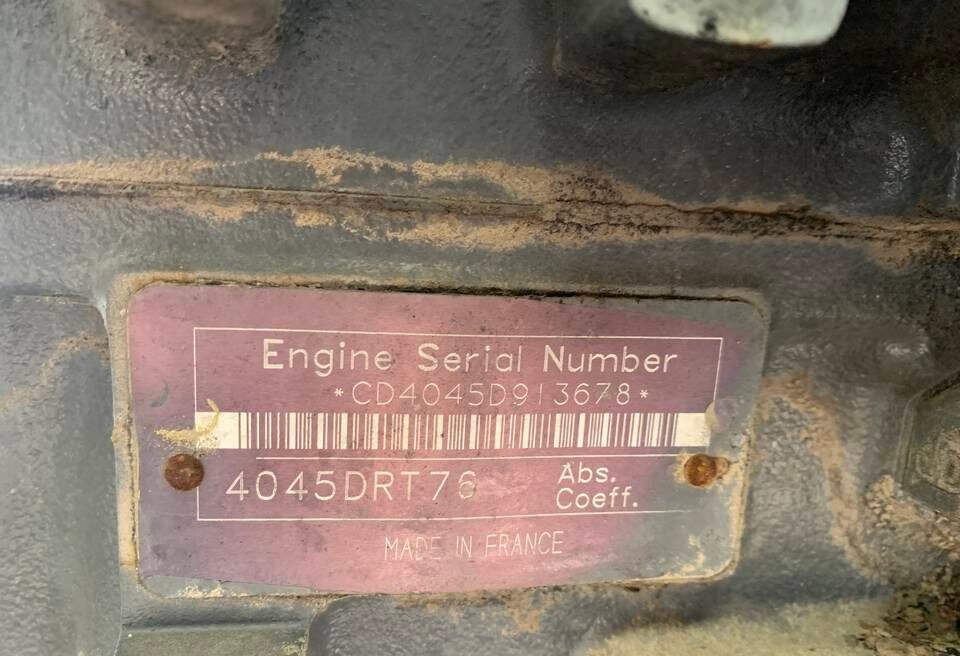 Engine Serial Number
*CD4045D913678*
4045DRT76
Abs.
Coeff.
MADE IN FRANCE